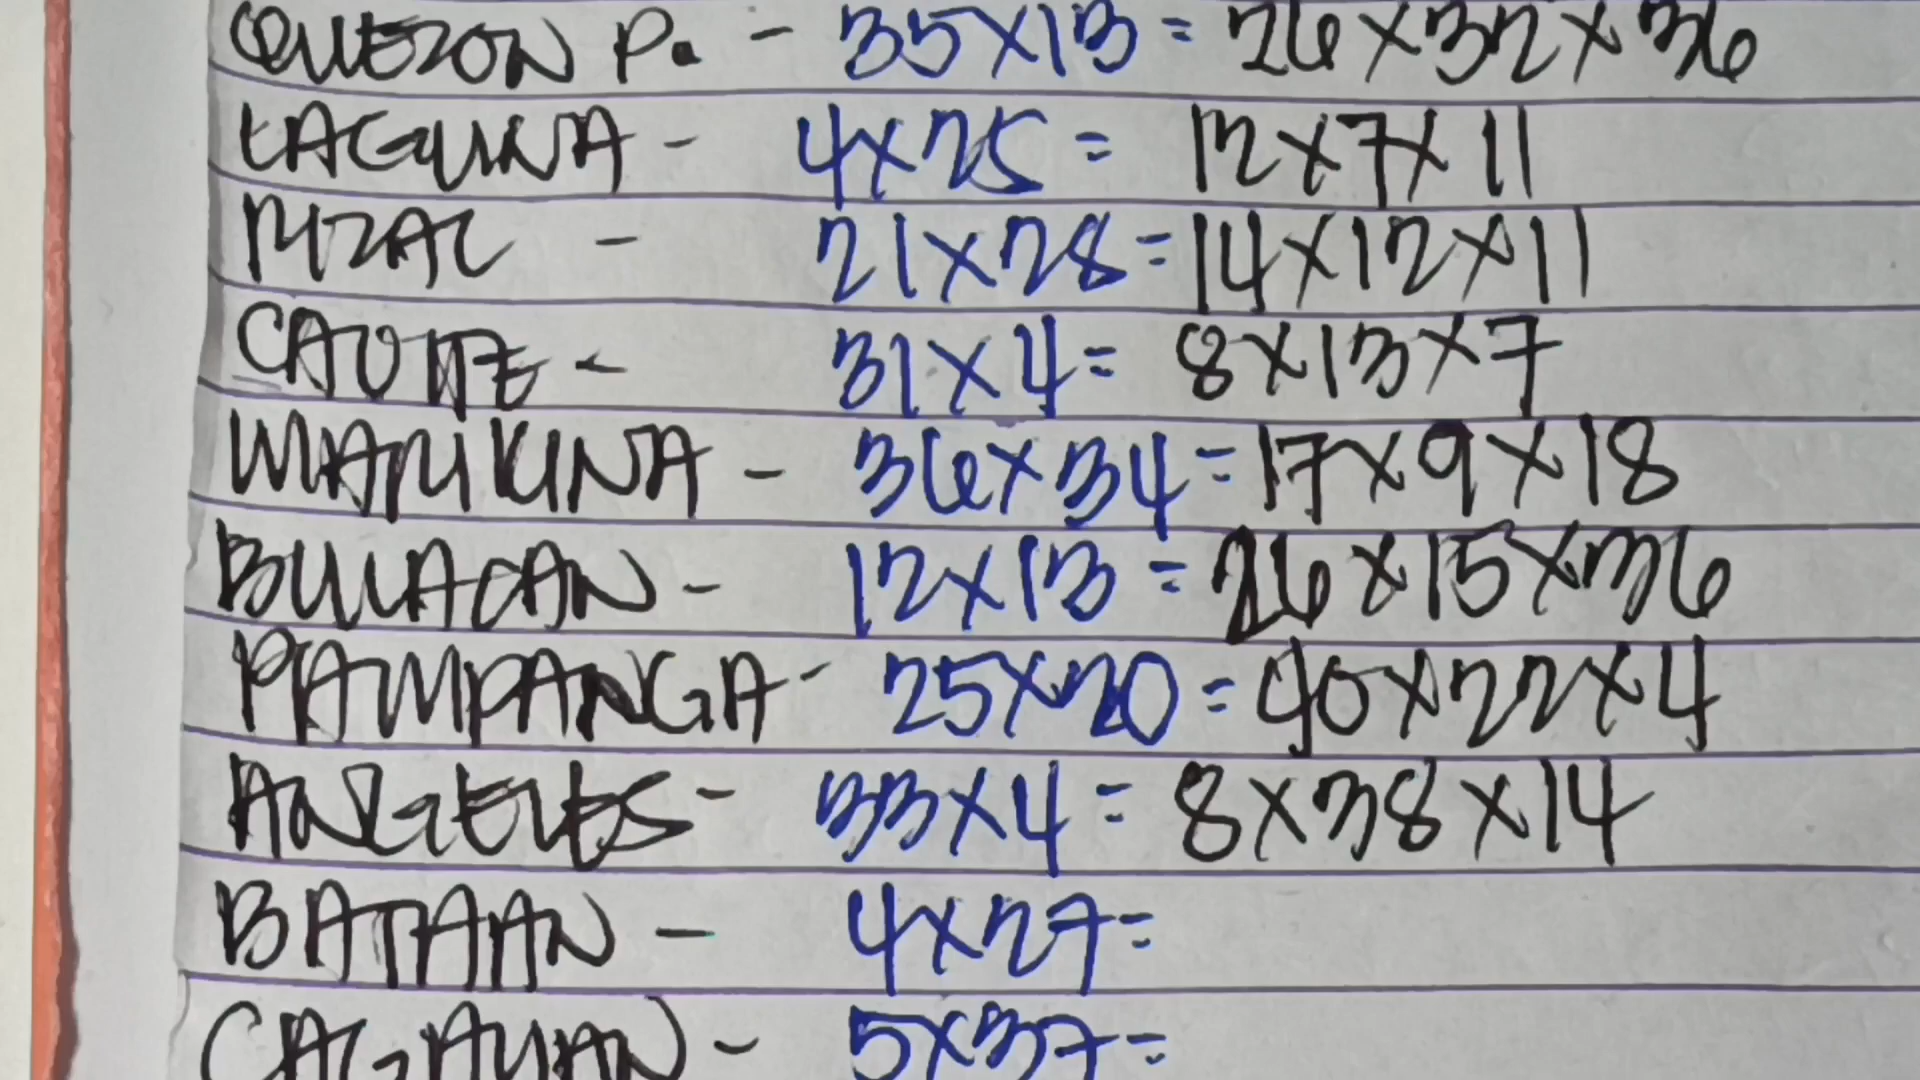 QUEZON P. - 35X13 = 26X32X36
LAGUNA - 4X25 = 12X7X11
RIZAL - 21X28 = 14X12X11
CAVITE - 31X4 = 8X13X7
MARIKINA - 36X34 = 17X9X18
BULACAN - 12X13 = 26X15X36
PAMPANGA - 25X20 = 40X22X4
ANGELES - 33X4 = 8X38X14
BATAAN - 4X27 =
CAGAYAN - 5X37 =